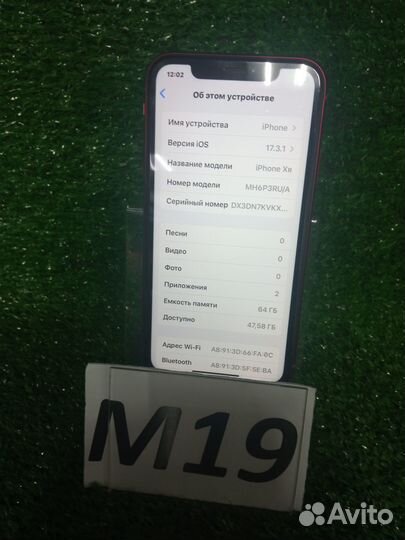 12:02
Об этом устройстве
Имя устройства iPhone
Версия iOS 17.3.1
Название модели iPhone XR
Номер модели MH6P3RU/A
Серийный номер DX3DN7KVKX...
Песни 0
Видео 0
Фото 0
Приложения 2
Емкость памяти 64 ГБ
Доступно 47,58 ГБ
Адрес Wi-Fi A8:91:3D:66:FA:0C
Bluetooth A8:91:3D:5F:5E:BA
M19
Avito